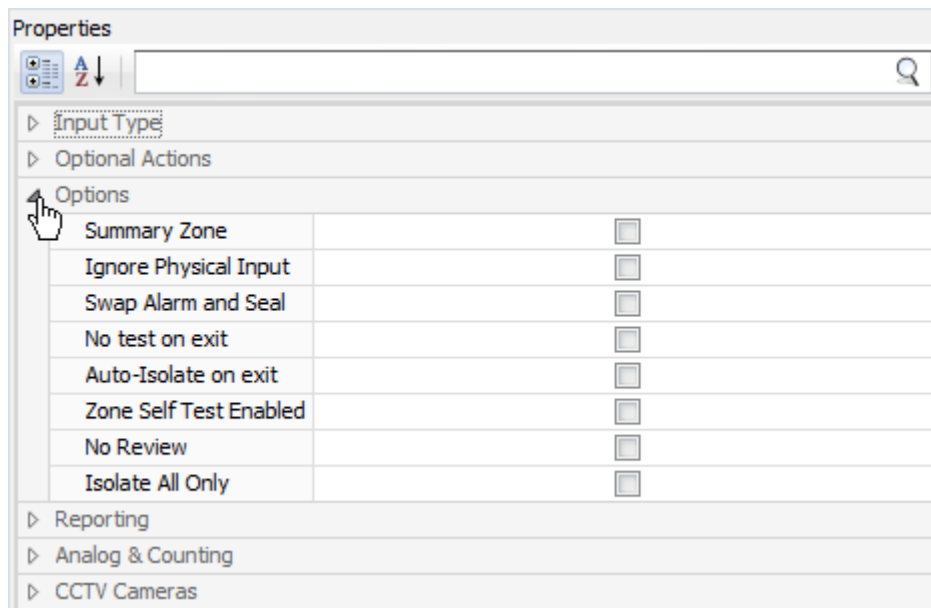 Properties
A
Z
Input Type
Optional Actions
Options
Summary Zone
Ignore Physical Input
Swap Alarm and Seal
No test on exit
Auto-Isolate on exit
Zone Self Test Enabled
No Review
Isolate All Only
Reporting
Analog & Counting
CCTV Cameras